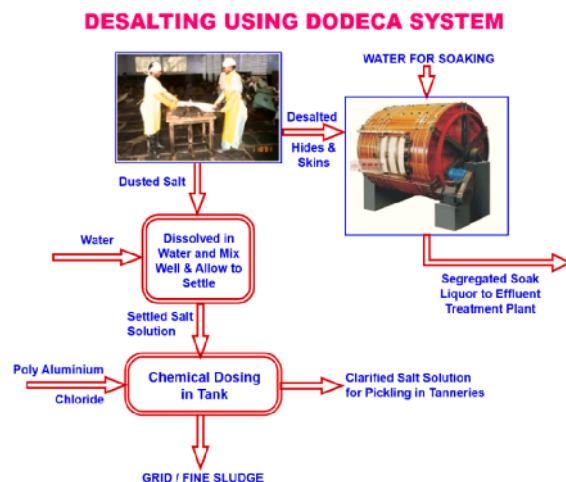 DESALTING USING DODECA SYSTEM
WATER FOR SOAKING
Desalted
Hides &
Skins
Dusted Salt
Water
Dissolved in
Water and Mix
Well & Allow to
Settle
Segregated Soak
Liquor to Effluent
Treatment Plant
Settled Salt
Solution
Poly Aluminium
Chloride
Chemical Dosing
in Tank
Clarified Salt Solution
for Pickling in Tanneries
GRID / FINE SLUDGE